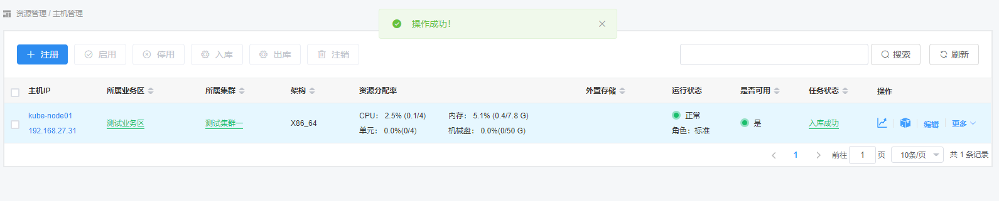 资源管理 / 主机管理
操作成功！
注册 启用 停用 入库 出库 注销 搜索 刷新
主机IP 所属业务区 所属集群 架构 资源分配率 外置存储 运行状态 是否可用 任务状态 操作
kube-node01 CPU： 2.5% (0.1/4) 内存： 5.1% (0.4/7.8 G) 正常
测试业务区 测试集群一 X86_64 是 入库成功 编辑 更多
192.168.27.31 单元： 0.0%(0/4) 机械盘： 0.0%(0/50 G) 角色：标准
1 前往 1 页 10条/页 共 1 条记录